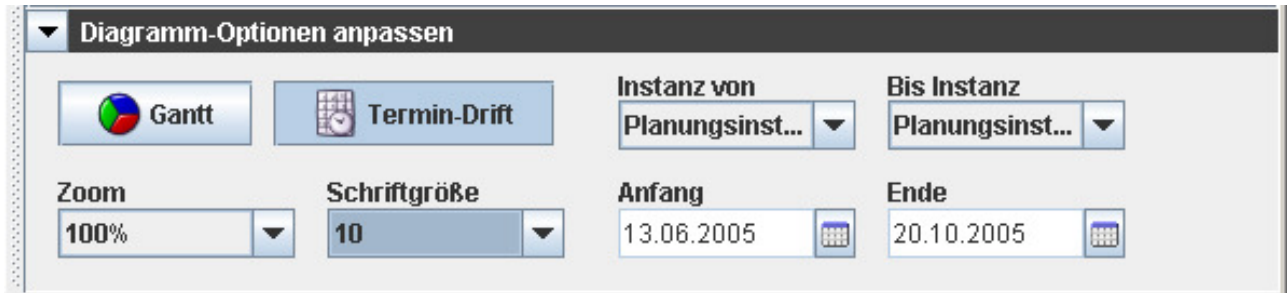 Diagramm-Optionen anpassen
Gantt
Termin-Drift
Instanz von
Planungsinst...
Bis Instanz
Planungsinst...
Zoom
100%
Schriftgröße
10
Anfang
13.06.2005
Ende
20.10.2005